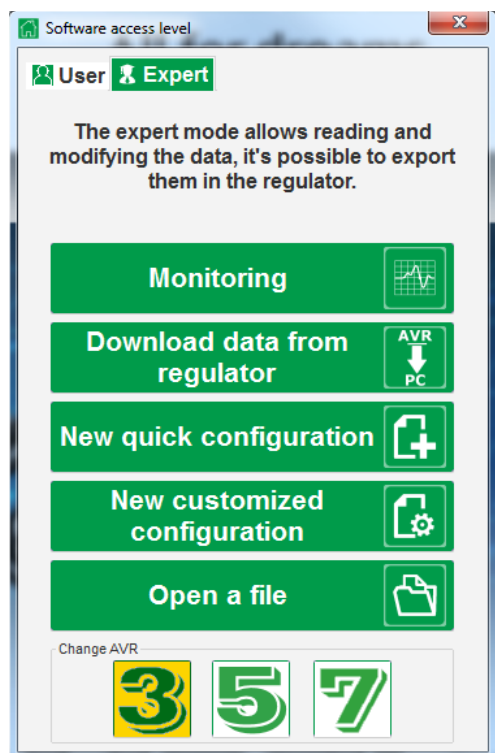 Software access level
User Expert
The expert mode allows reading and
modifying the data, it's possible to export
them in the regulator.
Monitoring
Download data from
regulator
AVR
PC
New quick configuration
New customized
configuration
Open a file
Change AVR
3 5 7